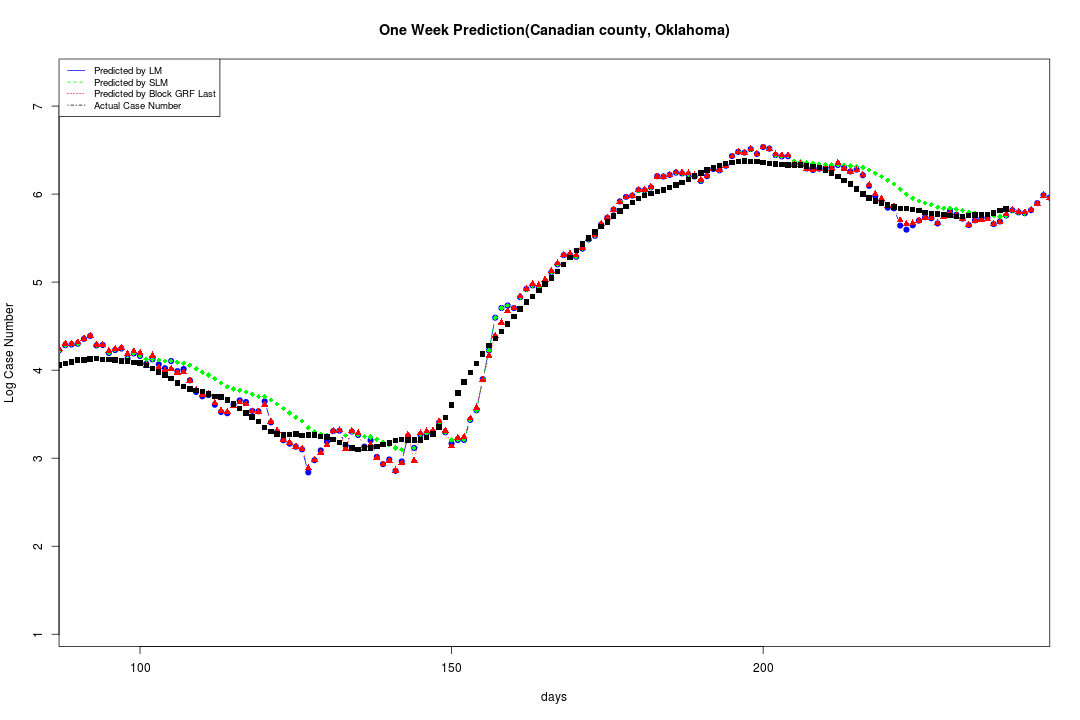 One Week Prediction(Canadian county, Oklahoma)
Predicted by LM
Predicted by SLM
Predicted by Block GRF Last
Actual Case Number
7
6
5
4
3
2
1
Log Case Number
100 150 200
days